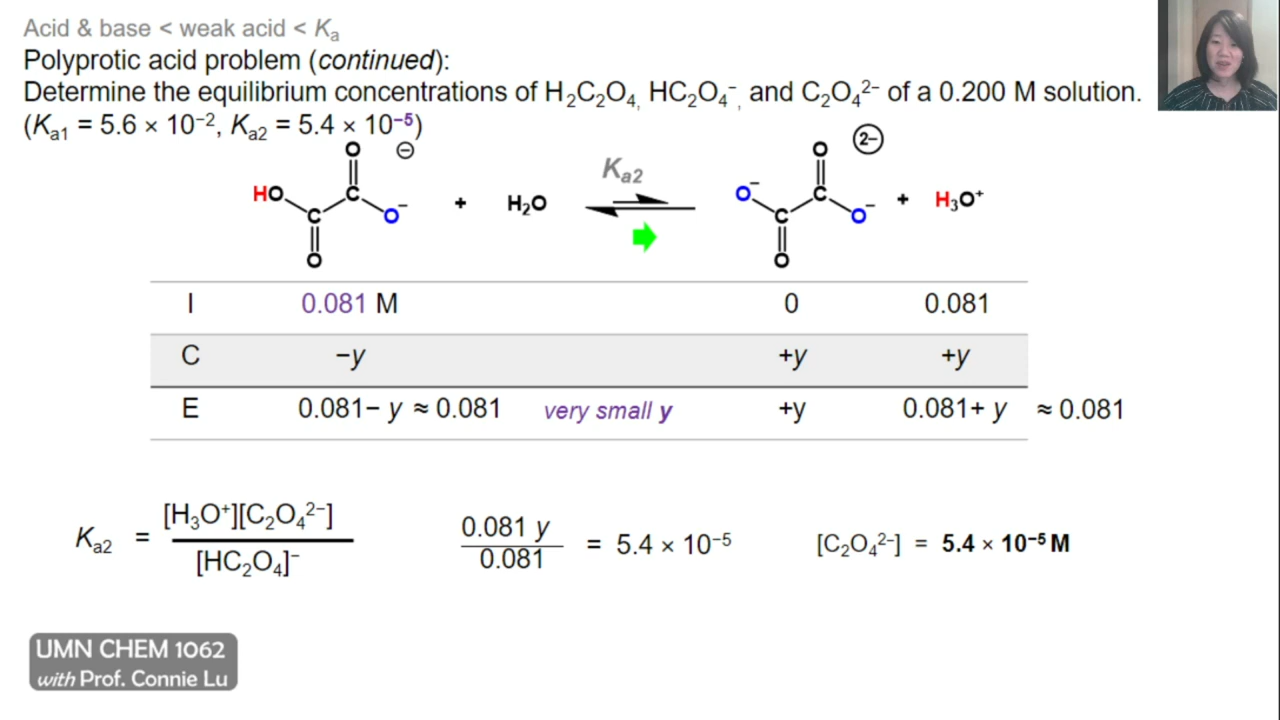 Acid & base < weak acid < Kₐ
Polyprotic acid problem (continued):
Determine the equilibrium concentrations of H₂C₂O₄, HC₂O₄⁻, and C₂O₄²⁻ of a 0.200 M solution.
(Kₐ₁ = 5.6 × 10⁻², Kₐ₂ = 5.4 × 10⁻⁵)
O ⊖ O 2−
HO C C O⁻ O + H₂O Kₐ₂ O⁻ C C O⁻ O + H₃O⁺
I 0.081 M 0 0.081
C −y +y +y
E 0.081− y ≈ 0.081 very small y +y 0.081+ y ≈ 0.081
Kₐ₂ = [H₃O⁺][C₂O₄²⁻] / [HC₂O₄]⁻ 0.081 y / 0.081 = 5.4 × 10⁻⁵ [C₂O₄²⁻] = 5.4 × 10⁻⁵ M
UMN CHEM 1062
with Prof. Connie Lu